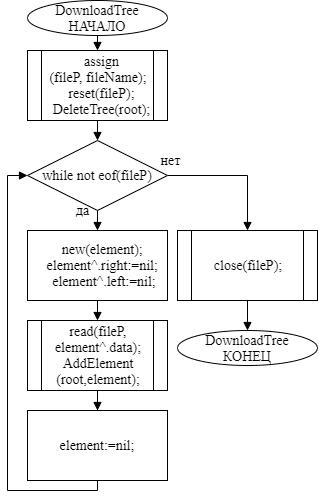 DownloadTree
НАЧАЛО
assign
(fileP, fileName);
reset(fileP);
DeleteTree(root);
while not eof(fileP)
нет
да
new(element);
element^.right:=nil;
element^.left:=nil;
close(fileP);
read(fileP,
element^.data);
AddElement
(root,element);
DownloadTree
КОНЕЦ
element:=nil;